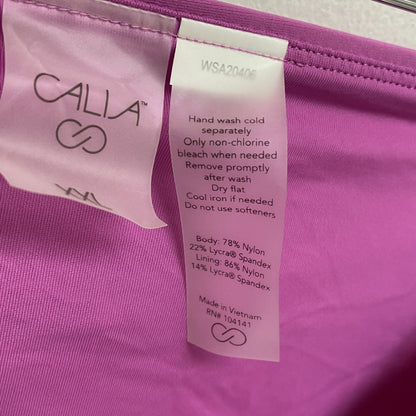 CALIA™
XXL
WSA20406
Hand wash cold
separately
Only non-chlorine
bleach when needed
Remove promptly
after wash
Dry flat
Cool iron if needed
Do not use softeners
Body: 78% Nylon
22% Lycra® Spandex
Lining: 86% Nylon
14% Lycra® Spandex
Made in Vietnam
RN# 104141